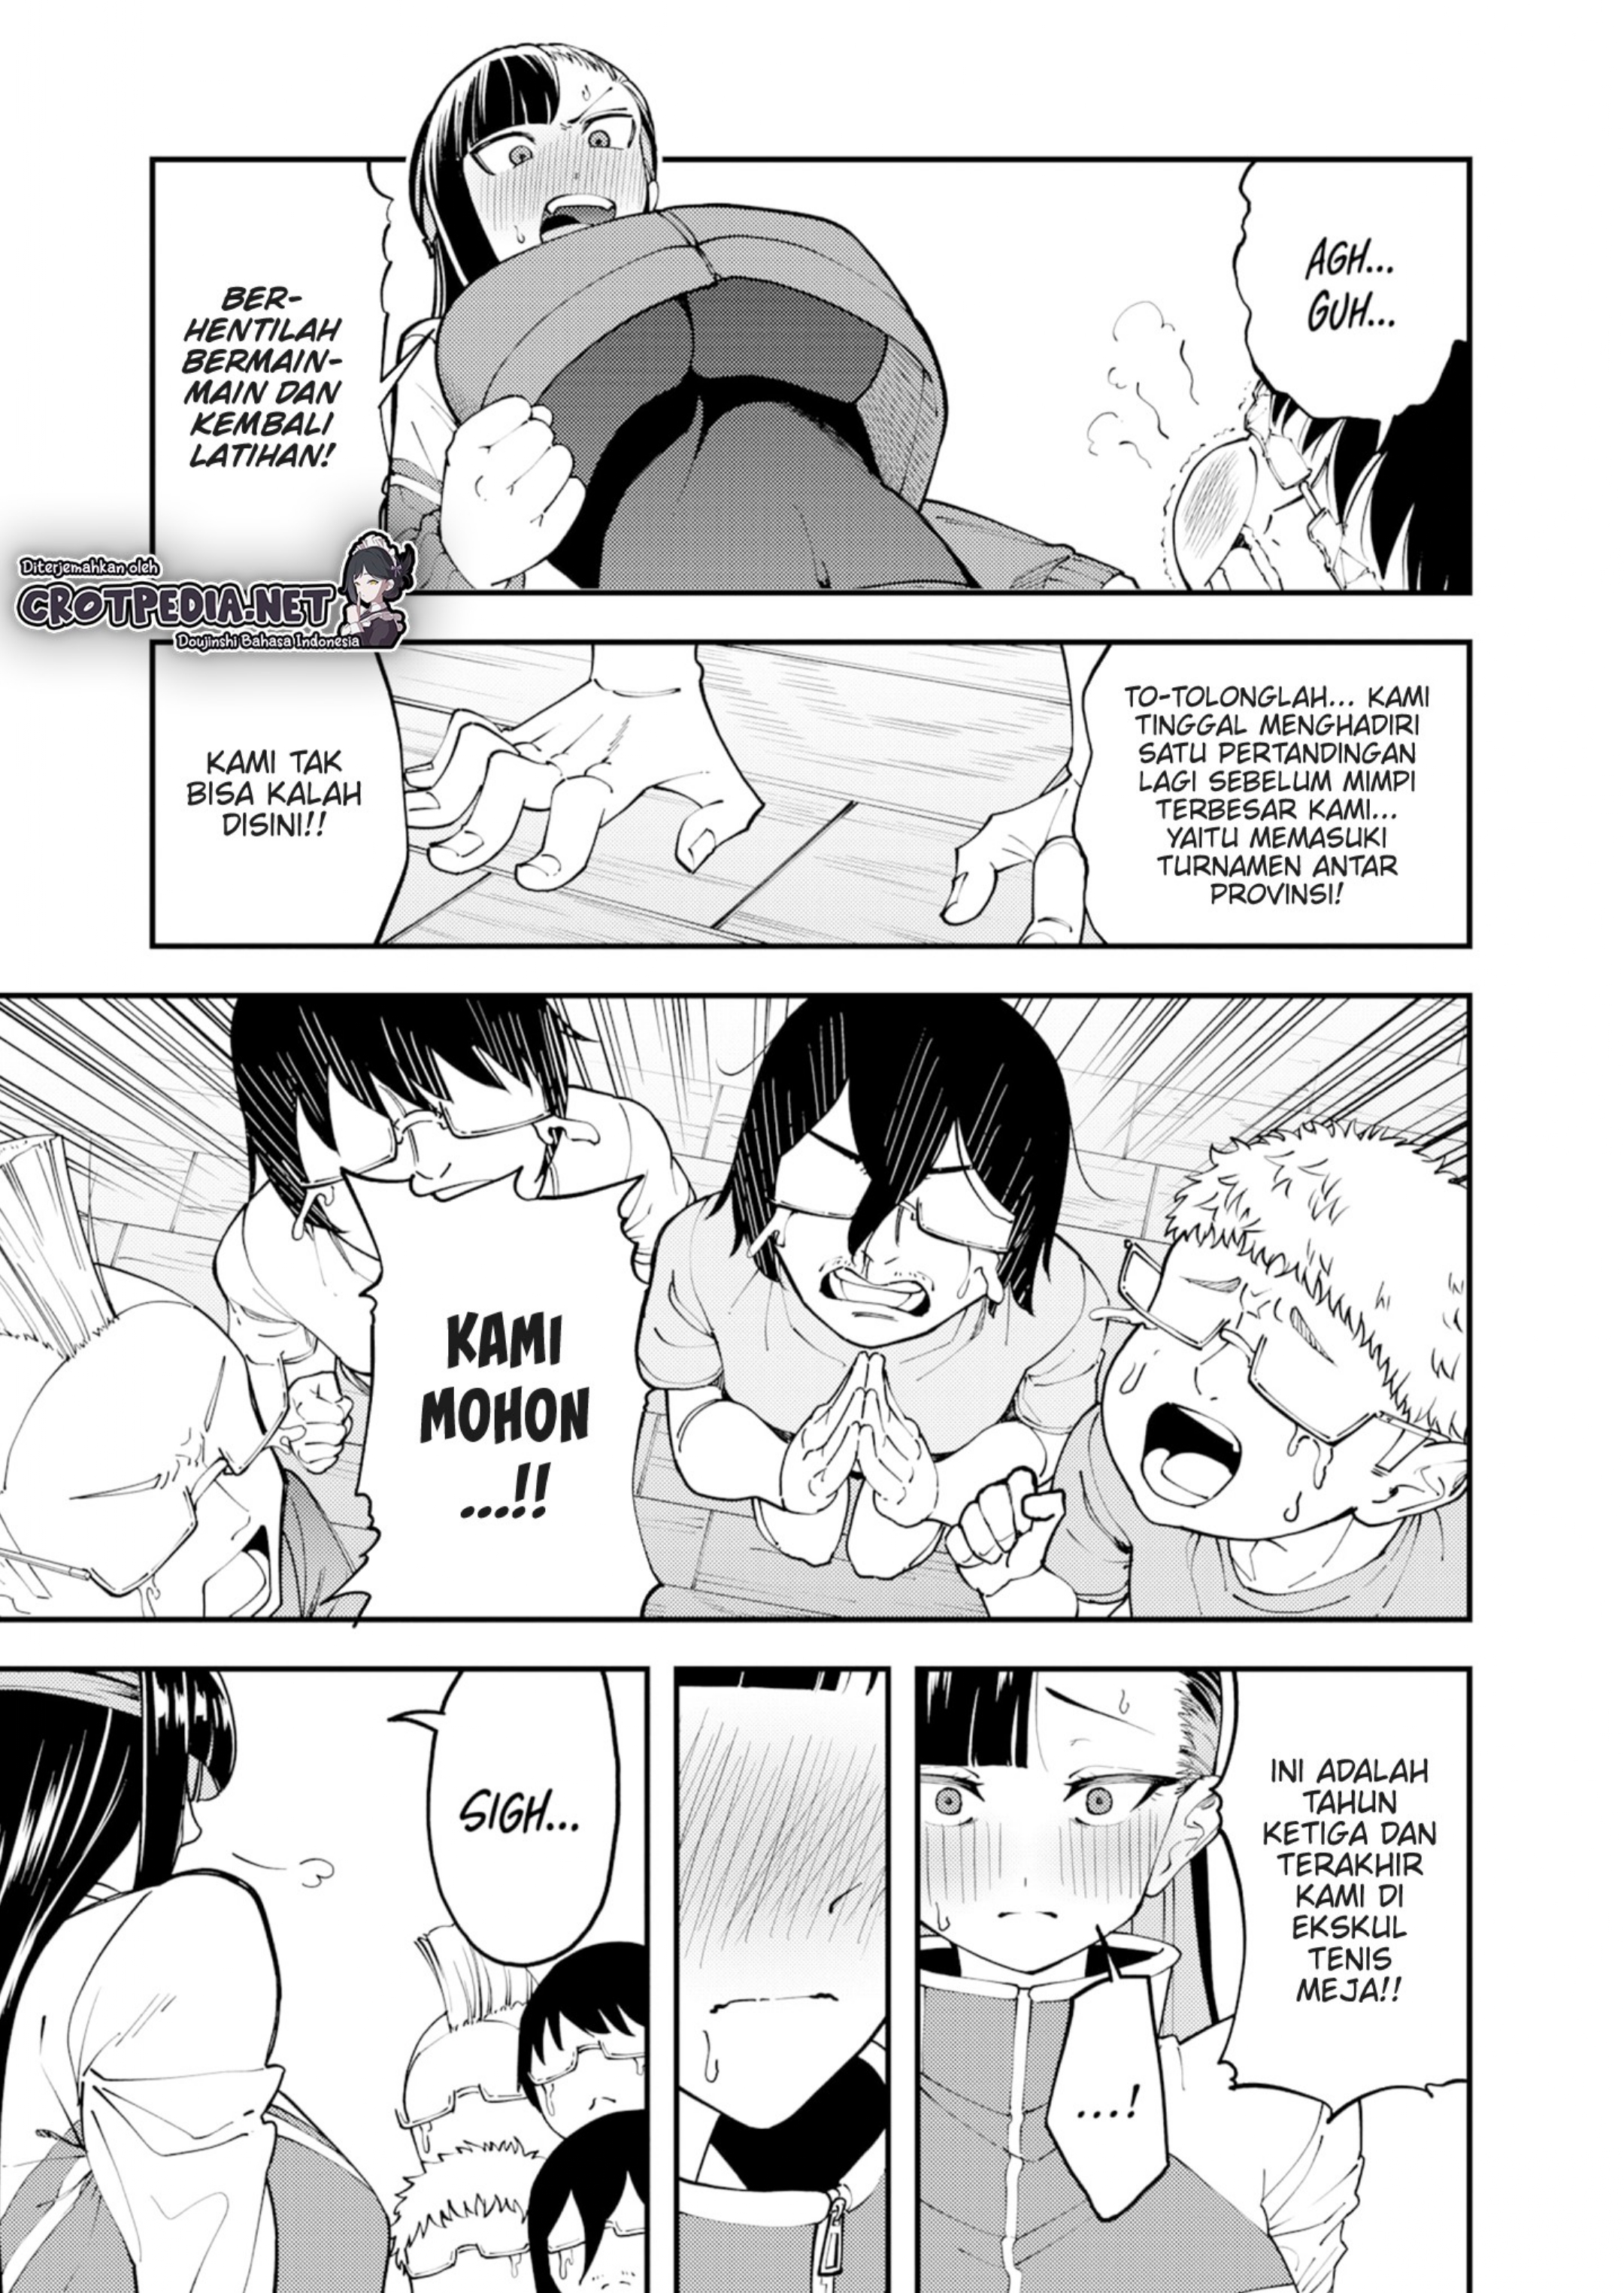 AGH...
GUH...
BER-
HENTILAH
BERMAIN-
MAIN DAN
KEMBALI
LATIHAN!
Diterjemahkan oleh
CROTPEDIA.NET
Doujinshi Bahasa Indonesia
TO-TOLONGLAH... KAMI
TINGGAL MENGHADIRI
SATU PERTANDINGAN
LAGI SEBELUM MIMPI
TERBESAR KAMI...
YAITU MEMASUKI
TURNAMEN ANTAR
PROVINSI!
KAMI TAK
BISA KALAH
DISINI!!
KAMI
MOHON
...!!
INI ADALAH
TAHUN
KETIGA DAN
TERAKHIR
KAMI DI
EKSKUL
TENIS
MEJA!!
...!
SIGH...